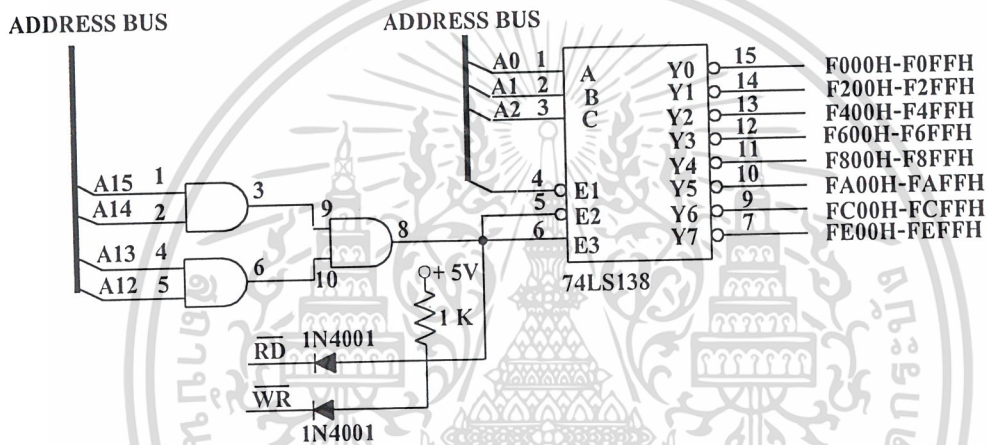 ADDRESS BUS
ADDRESS BUS
A15 1
A14 2
3
A13 4
A12 5
6
9
10
8
A0 1
A1 2
A2 3
A
B
C
4
5
6
E1
E2
E3
Y0 15 F000H-F0FFH
Y1 14 F200H-F2FFH
Y2 13 F400H-F4FFH
Y3 12 F600H-F6FFH
Y4 11 F800H-F8FFH
Y5 10 FA00H-FAFFH
Y6 9 FC00H-FCFFH
Y7 7 FE00H-FEFFH
74LS138
+ 5V
1 K
RD 1N4001
WR
1N4001